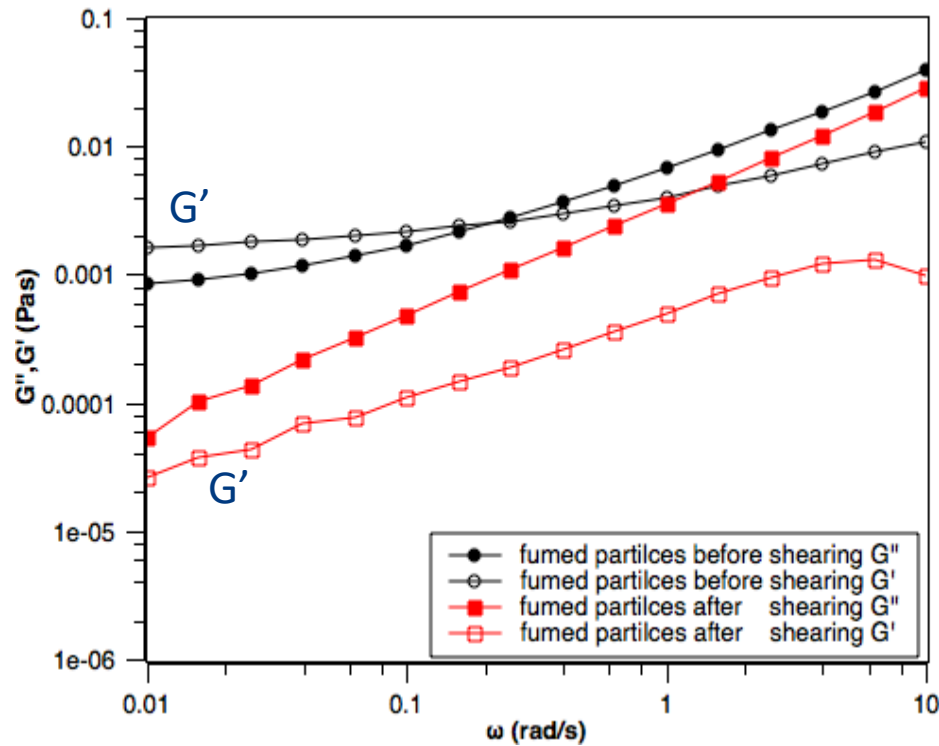 0.1
0.01
0.001
0.0001
1e-05
1e-06
G'',G' (Pas)
G’
G’
fumed partilces before shearing G"
fumed partilces before shearing G'
fumed partilces after shearing G"
fumed partilces after shearing G'
0.01 0.1 1 10
ω (rad/s)